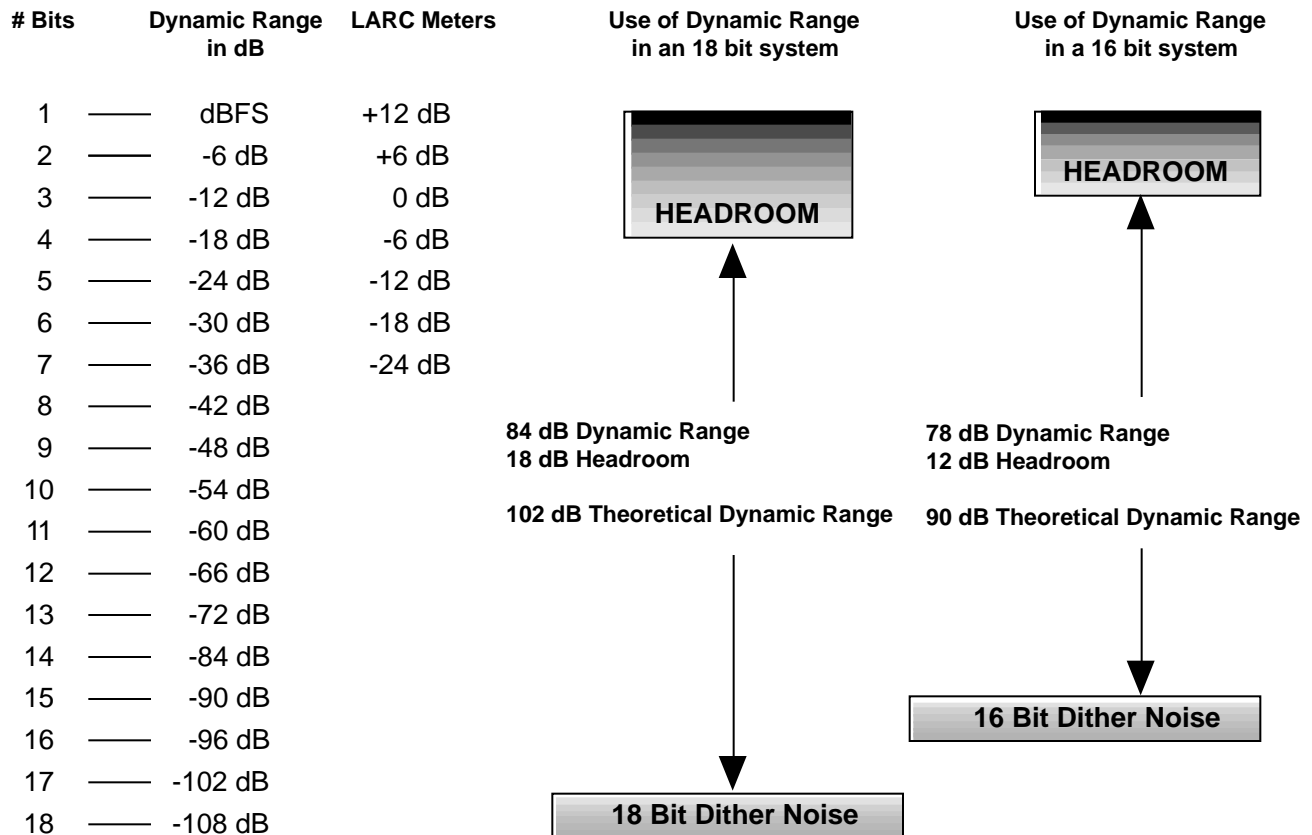 # Bits Dynamic Range LARC Meters Use of Dynamic Range Use of Dynamic Range
in dB in an 18 bit system in a 16 bit system
1 dBFS +12 dB
2 -6 dB +6 dB
3 -12 dB 0 dB
HEADROOM
4 -18 dB -6 dB
HEADROOM
5 -24 dB -12 dB
6 -30 dB -18 dB
7 -36 dB -24 dB
8 -42 dB
9 -48 dB
84 dB Dynamic Range 78 dB Dynamic Range
18 dB Headroom 12 dB Headroom
10 -54 dB
102 dB Theoretical Dynamic Range 90 dB Theoretical Dynamic Range
11 -60 dB
12 -66 dB
13 -72 dB
14 -84 dB
15 -90 dB
16 Bit Dither Noise
16 -96 dB
17 -102 dB
18 -108 dB
18 Bit Dither Noise